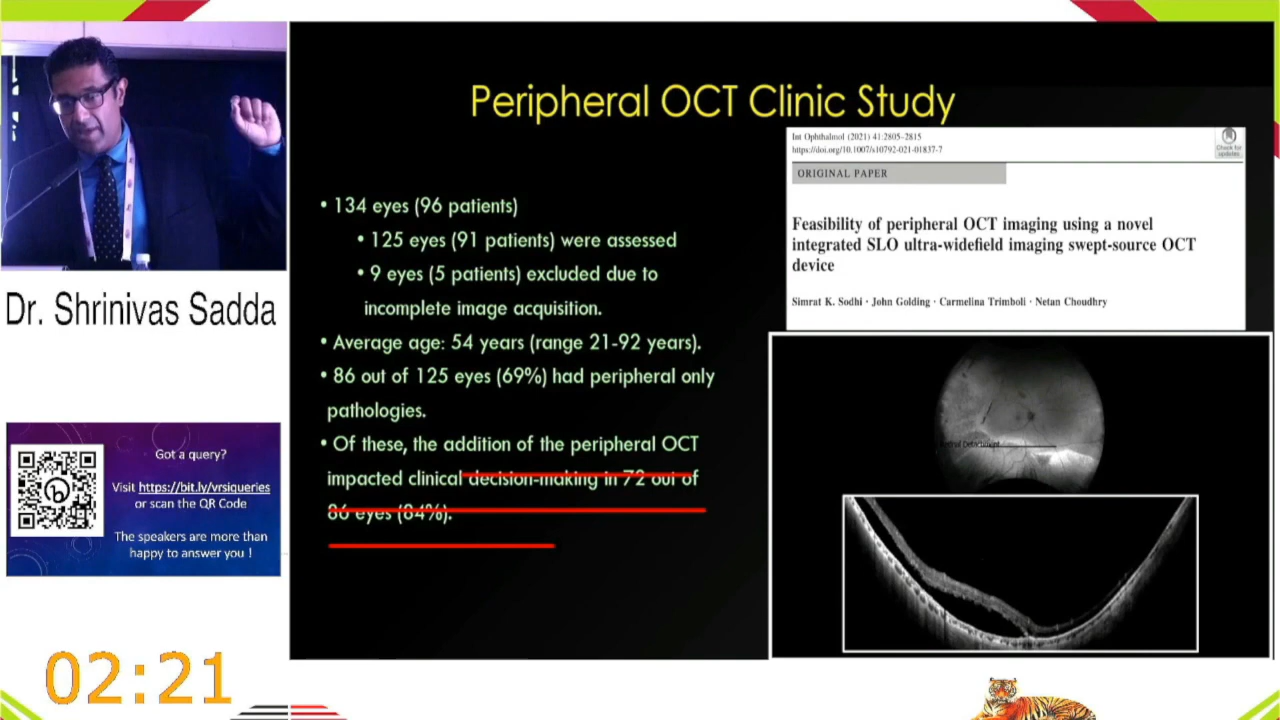 Peripheral OCT Clinic Study
Int Ophthalmol (2021) 41:2805-2815
https://doi.org/10.1007/s10792-021-01837-7
Check for
updates
ORIGINAL PAPER
Feasibility of peripheral OCT imaging using a novel
integrated SLO ultra-widefield imaging swept-source OCT
device
Simrat K. Sodhi · John Golding · Carmelina Trimboli · Netan Choudhry
• 134 eyes (96 patients)
• 125 eyes (91 patients) were assessed
• 9 eyes (5 patients) excluded due to
incomplete image acquisition.
• Average age: 54 years (range 21-92 years).
• 86 out of 125 eyes (69%) had peripheral only
pathologies.
• Of these, the addition of the peripheral OCT
impacted clinical decision-making in 72 out of
86 eyes (84%).
Detachment
Dr. Shrinivas Sadda
Got a query?
Visit https://bit.ly/vrsiqueries
or scan the QR Code
The speakers are more than
happy to answer you !
02:21